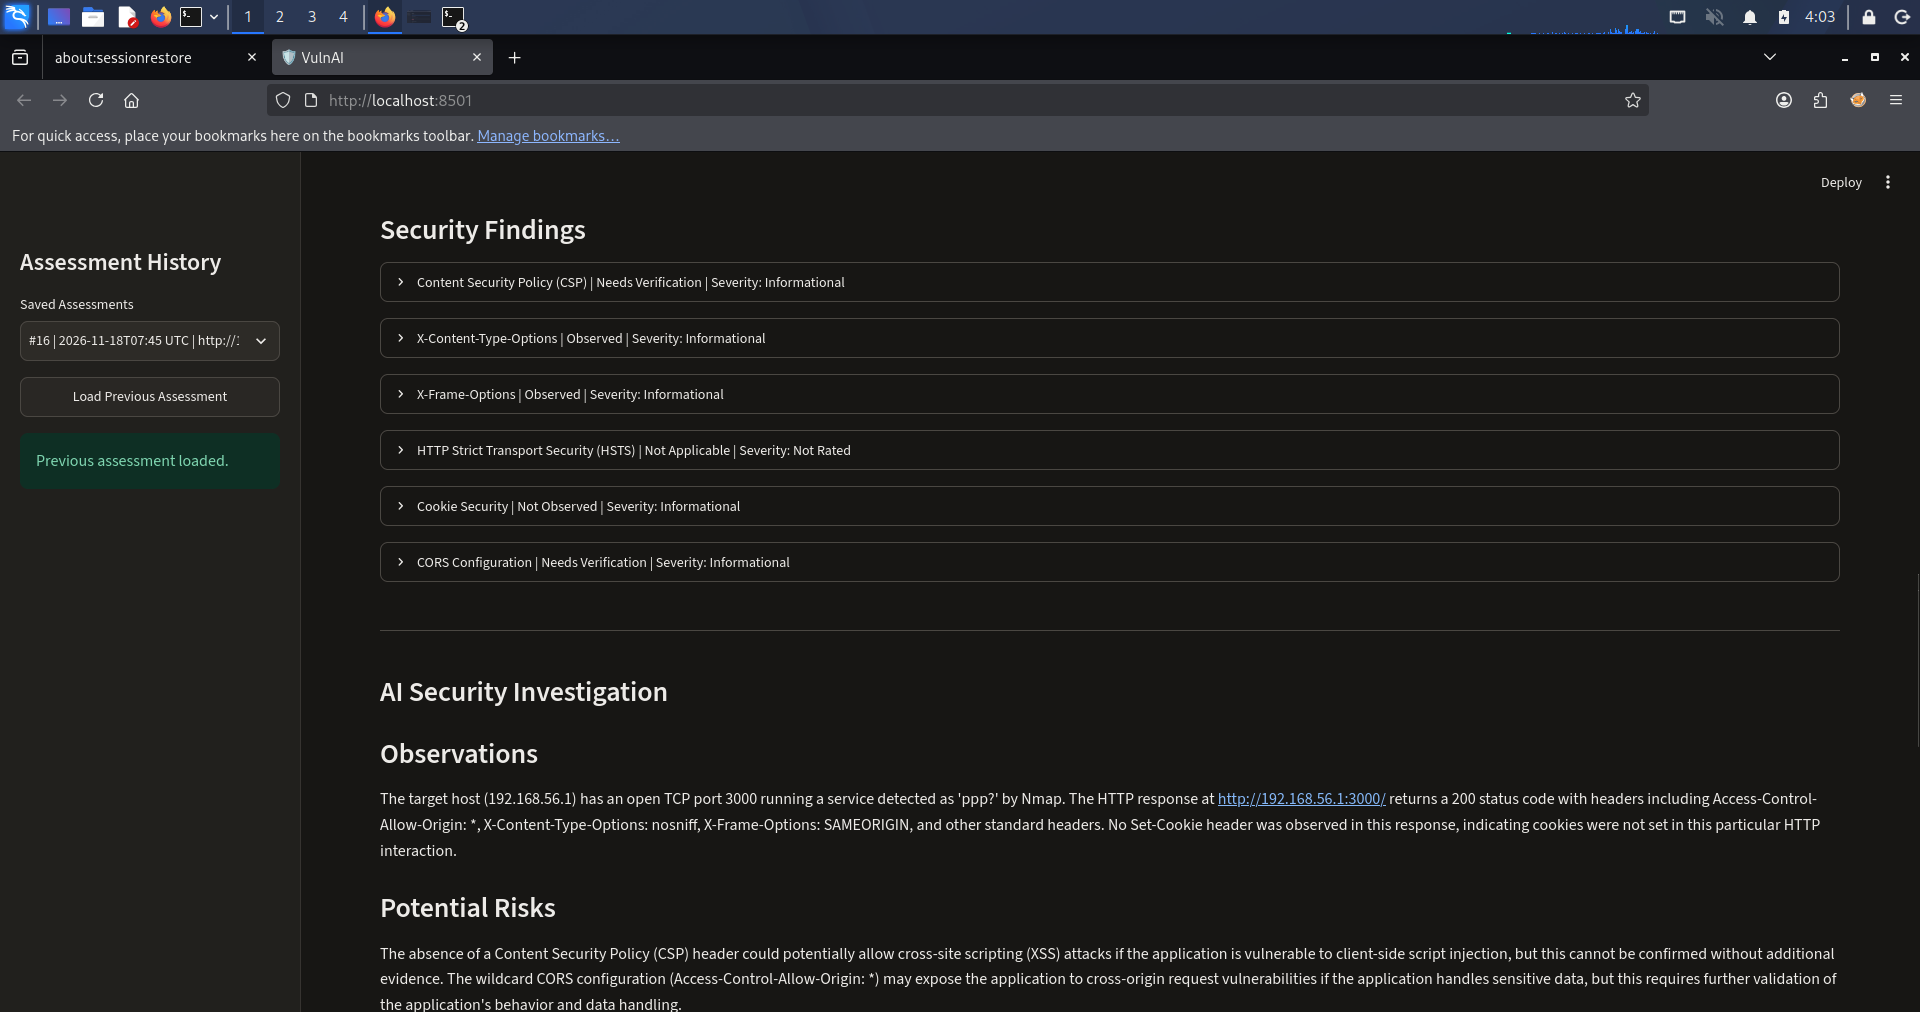 1 2 3 4 2 4:03
about:sessionrestore VulnAI
http://localhost:8501
For quick access, place your bookmarks here on the bookmarks toolbar. Manage bookmarks…
Deploy
Assessment History
Saved Assessments
#16 | 2026-11-18T07:45 UTC | http://
Load Previous Assessment
Previous assessment loaded.
Security Findings
Content Security Policy (CSP) | Needs Verification | Severity: Informational
X-Content-Type-Options | Observed | Severity: Informational
X-Frame-Options | Observed | Severity: Informational
HTTP Strict Transport Security (HSTS) | Not Applicable | Severity: Not Rated
Cookie Security | Not Observed | Severity: Informational
CORS Configuration | Needs Verification | Severity: Informational
AI Security Investigation
Observations
The target host (192.168.56.1) has an open TCP port 3000 running a service detected as 'ppp?' by Nmap. The HTTP response at http://192.168.56.1:3000/ returns a 200 status code with headers including Access-Control-
Allow-Origin: *, X-Content-Type-Options: nosniff, X-Frame-Options: SAMEORIGIN, and other standard headers. No Set-Cookie header was observed in this response, indicating cookies were not set in this particular HTTP
interaction.
Potential Risks
The absence of a Content Security Policy (CSP) header could potentially allow cross-site scripting (XSS) attacks if the application is vulnerable to client-side script injection, but this cannot be confirmed without additional
evidence. The wildcard CORS configuration (Access-Control-Allow-Origin: *) may expose the application to cross-origin request vulnerabilities if the application handles sensitive data, but this requires further validation of
the application's behavior and data handling.